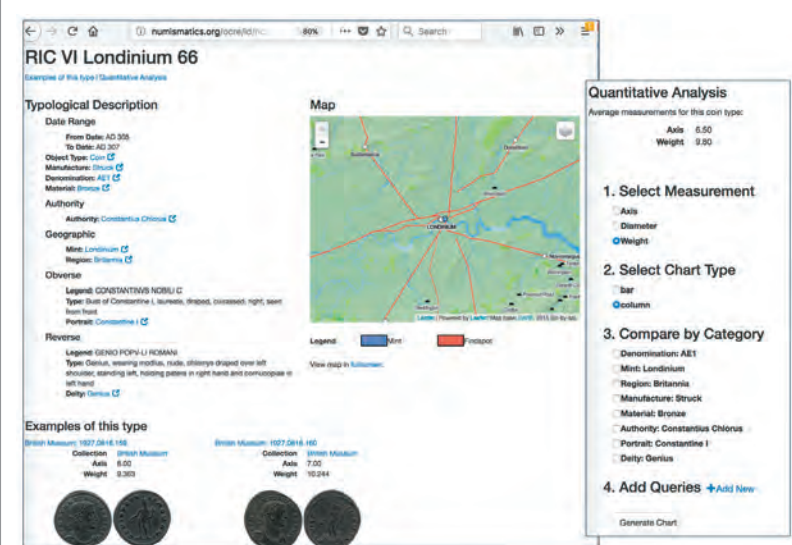 numismatics.org/ocre/id/ric.
80%
Search
RIC VI Londinium 66
Examples of this type | Quantitative Analysis
Typological Description
Date Range
From Date: AD 305
To Date: AD 307
Object Type: Coin
Manufacture: Struck
Denomination: AE1
Material: Bronze
Authority
Authority: Constantius Chlorus
Geographic
Mint: Londinium
Region: Britannia
Obverse
Legend: CONSTANTINVS NOBILI C
Type: Bust of Constantine I, laureate, draped, cuirassed, right, seen
from front
Portrait: Constantine I
Reverse
Legend: GENIO POPV-LI ROMANI
Type: Genius, wearing modius, nude, chlamys draped over left
shoulder, standing left, holding patera in right hand and cornucopiae in
left hand
Deity: Genius
Map
LONDINIUM
Legend
Mint
Findspot
View map in fullscreen.
Examples of this type
British Museum: 1927,0816.159
Collection British Museum
Axis 6.00
Weight 9.363
British Museum: 1927,0816.160
Collection British Museum
Axis 7.00
Weight 10.244
Quantitative Analysis
Average measurements for this coin type:
Axis 6.50
Weight 9.80
1. Select Measurement
Axis
Diameter
Weight
2. Select Chart Type
bar
column
3. Compare by Category
Denomination: AE1
Mint: Londinium
Region: Britannia
Manufacture: Struck
Material: Bronze
Authority: Constantius Chlorus
Portrait: Constantine I
Deity: Genius
4. Add Queries +Add New
Generate Chart